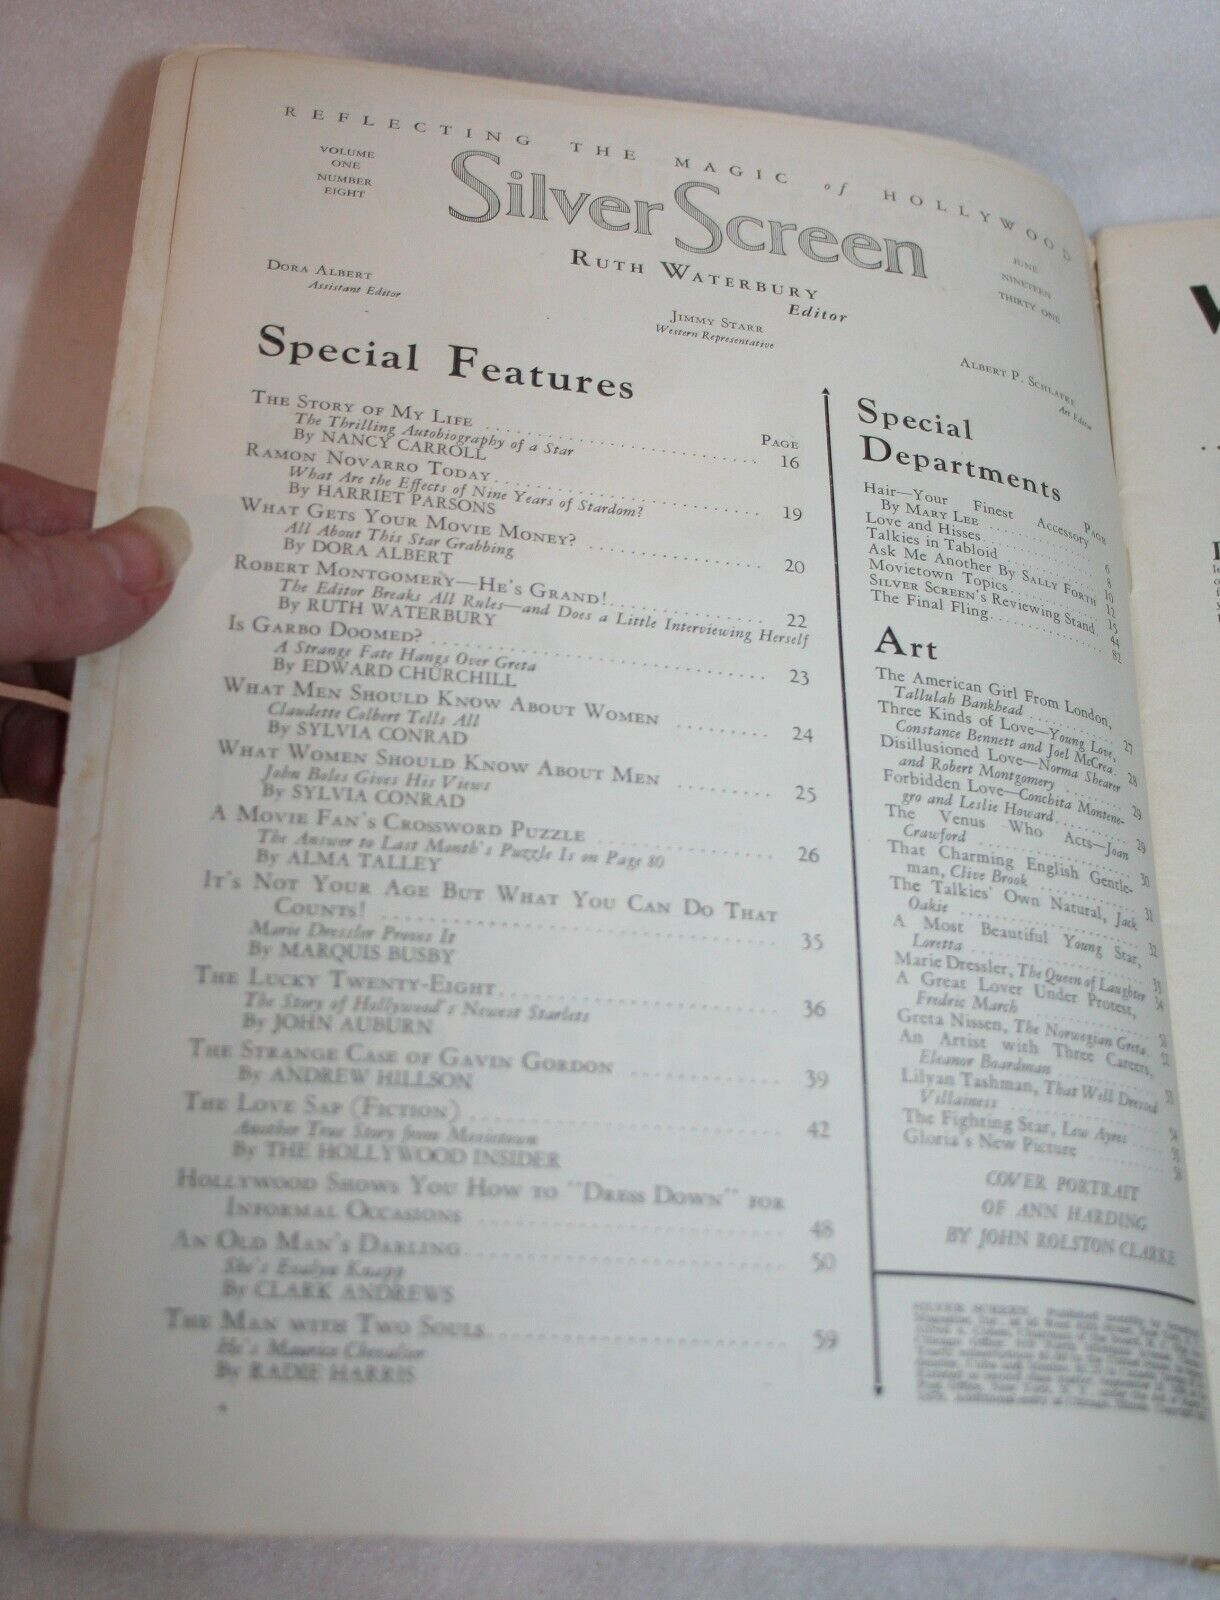 REFLECTING THE MAGIC of HOLLYWOOD
VOLUME
ONE
NUMBER
EIGHT
Silver Screen
JUNE
NINETEEN
THIRTY ONE
RUTH WATERBURY
Editor
DORA ALBERT
Assistant Editor
JIMMY STARR
Western Representative
ALBERT P.
Art Editor
Special Features
PAGE
THE STORY OF MY LIFE ........ 16
The Thrilling Autobiography of a Star
By NANCY CARROLL
RAMON NOVARRO TODAY ........ 19
What Are the Effects of Nine Years of Stardom?
By HARRIET PARSONS
WHAT GETS YOUR MOVIE MONEY? ........ 20
All About This Star Grabbing
By DORA ALBERT
ROBERT MONTGOMERY—HE'S GRAND! ........ 22
The Editor Breaks All Rules—and Does a Little Interviewing Herself
By RUTH WATERBURY
IS GARBO DOOMED? ........ 23
A Strange Fate Hangs Over Greta
By EDWARD CHURCHILL
WHAT MEN SHOULD KNOW ABOUT WOMEN ........ 24
Claudette Colbert Tells All
By SYLVIA CONRAD
WHAT WOMEN SHOULD KNOW ABOUT MEN ........ 25
John Boles Gives His Views
By SYLVIA CONRAD
A MOVIE FAN'S CROSSWORD PUZZLE ........ 26
The Answer to Last Month's Puzzle Is on Page 80
By ALMA TALLEY
IT'S NOT YOUR AGE BUT WHAT YOU CAN DO THAT
COUNTS! ........ 35
Marie Dressler Proves It
By MARQUIS BUSBY
THE LUCKY TWENTY-EIGHT ........ 36
The Story of Hollywood's Newest Starlets
By JOHN AUBURN
THE STRANGE CASE OF GAVIN GORDON ........ 39
By ANDREW HILLSON
THE LOVE SAP (FICTION) ........ 42
Another True Story from Movietown
By THE HOLLYWOOD INSIDER
HOLLYWOOD SHOWS YOU HOW TO "DRESS DOWN" FOR
INFORMAL OCCASIONS ........ 48
AN OLD MAN'S DARLING ........ 50
She's Evalyn Knapp
By CLARK ANDREWS
THE MAN WITH TWO SOULS ........ 59
He's Maurice Chevalier
By RADIE HARRIS
4
Special
Departments
PAGE
Hair—Your Finest Accessory
By MARY LEE ........ 6
Love and Hisses ........ 8
Talkies in Tabloid ........ 10
Ask Me Another By SALLY FORTH 12
Movietown Topics ........ 15
SILVER SCREEN'S Reviewing Stand . 44
The Final Fling ........ 82
Art
The American Girl From London,
Tallulah Bankhead ........ 27
Three Kinds of Love—Young Love,
Constance Bennett and Joel McCrea. 28
Disillusioned Love—Norma Shearer
and Robert Montgomery ........ 29
Forbidden Love—Conchita Montene-
gro and Leslie Howard ........ 29
The Venus Who Acts—Joan
Crawford ........ 30
That Charming English Gentle-
man, Clive Brook ........ 31
The Talkies' Own Natural, Jack
Oakie ........ 32
A Most Beautiful Young Star,
Loretta ........ 33
Marie Dressler, The Queen of Laughter 34
A Great Lover Under Protest,
Fredric March ........ 51
Greta Nissen, The Norwegian Greta. 52
An Artist with Three Careers,
Eleanor Boardman ........ 53
Lilyan Tashman, That Well Dressed
Villainess ........ 54
The Fighting Star, Lew Ayres ........ 55
Gloria's New Picture ........ 56
COVER PORTRAIT
OF ANN HARDING
BY JOHN ROLSTON CLARKE
SILVER SCREEN. Published monthly by